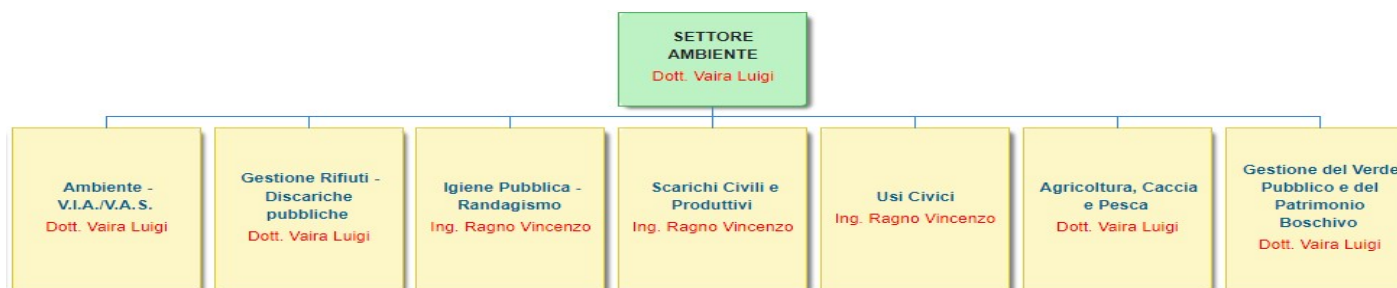 SETTORE
AMBIENTE
Dott. Vaira Luigi
Ambiente -
V.I.A./V.A.S.
Dott. Vaira Luigi
Gestione Rifiuti -
Discariche
pubbliche
Dott. Vaira Luigi
Igiene Pubblica -
Randagismo
Ing. Ragno Vincenzo
Scarichi Civili e
Produttivi
Ing. Ragno Vincenzo
Usi Civici
Ing. Ragno Vincenzo
Agricoltura, Caccia
e Pesca
Dott. Vaira Luigi
Gestione del Verde
Pubblico e del
Patrimonio
Boschivo
Dott. Vaira Luigi